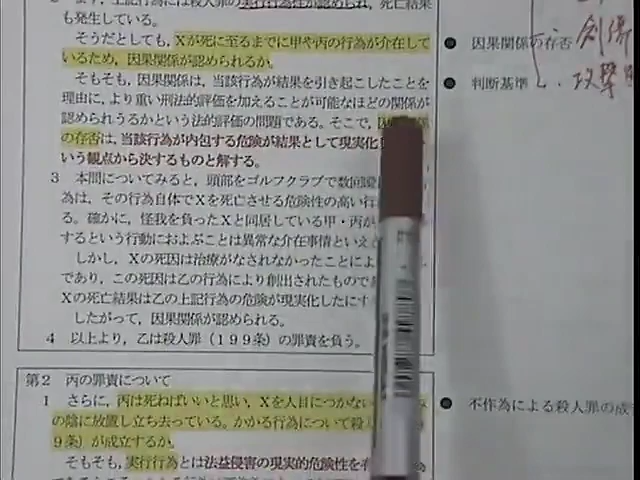 も発生している。
そうだとしても，Xが死に至るまでに甲や丙の行為が介在して
いるため，因果関係が認められるか。
そもそも，因果関係は，当該行為が結果を引き起こしたことを
理由に，より重い刑法的評価を加えることが可能なほどの関係が
認められうるかという法的評価の問題である。そこで，
の存否は，当該行為が内包する危険が結果として現実化
いう観点から決するものと解する。
3 本問についてみると，頭部をゴルフクラブで数回
為は，その行為自体でXを死亡させる危険性の高い行
る。確かに，怪我を負ったXと同居している甲・丙が
するという行動におよぶことは異常な介在事情といえ
しかし，Xの死因は治療がなされなかったことによ
であり，この死因は乙の行為により創出されたもので
Xの死亡結果は乙の上記行為の危険が現実化したにす
したがって，因果関係が認められる。
4 以上より，乙は殺人罪（199条）の罪責を負う。
第2 丙の罪責について
1 さらに，丙は死ねばいいと思い，Xを人目につかない
の陰に放置し立ち去っている。かかる行為について殺
9条）が成立するか。
そもそも，実行行為とは法益侵害の現実的危険性を有
● 因果関係の存否
● 判断基準
● 不作為による殺人罪の成
攻撃